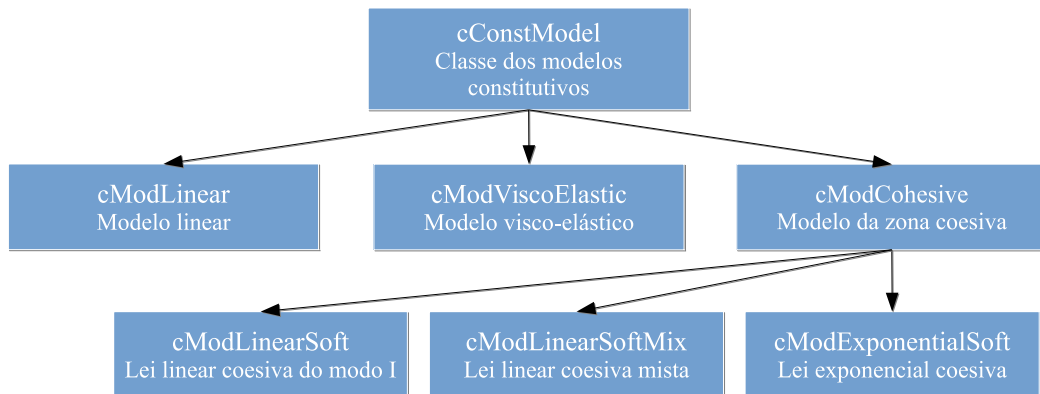 cConstModel
Classe dos modelos
constitutivos
cModLinear
Modelo linear
cModViscoElastic
Modelo visco-elástico
cModCohesive
Modelo da zona coesiva
cModLinearSoft
Lei linear coesiva do modo I
cModLinearSoftMix
Lei linear coesiva mista
cModExponentialSoft
Lei exponencial coesiva